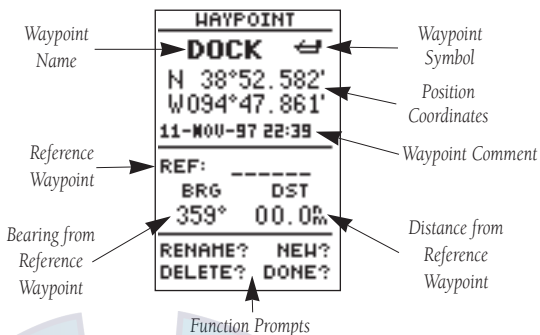 WAYPOINT
Waypoint
Name
DOCK
Waypoint
Symbol
N 38°52.582'
W094°47.861'
Position
Coordinates
11-NOV-97 22:39
Waypoint Comment
Reference
Waypoint
REF: ______
BRG DST
359° 00.0
Bearing from
Reference
Waypoint
Distance from
Reference
Waypoint
RENAME? NEW?
DELETE? DONE?
Function Prompts